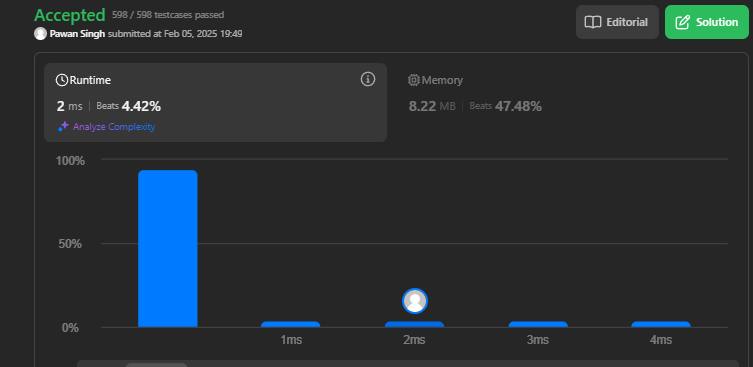 Accepted 598 / 598 testcases passed
Editorial
Solution
Pawan Singh submitted at Feb 05, 2025 19:49
Runtime
2 ms | Beats 4.42%
Analyze Complexity
Memory
8.22 MB | Beats 47.48%
100%
50%
0%
1ms 2ms 3ms 4ms